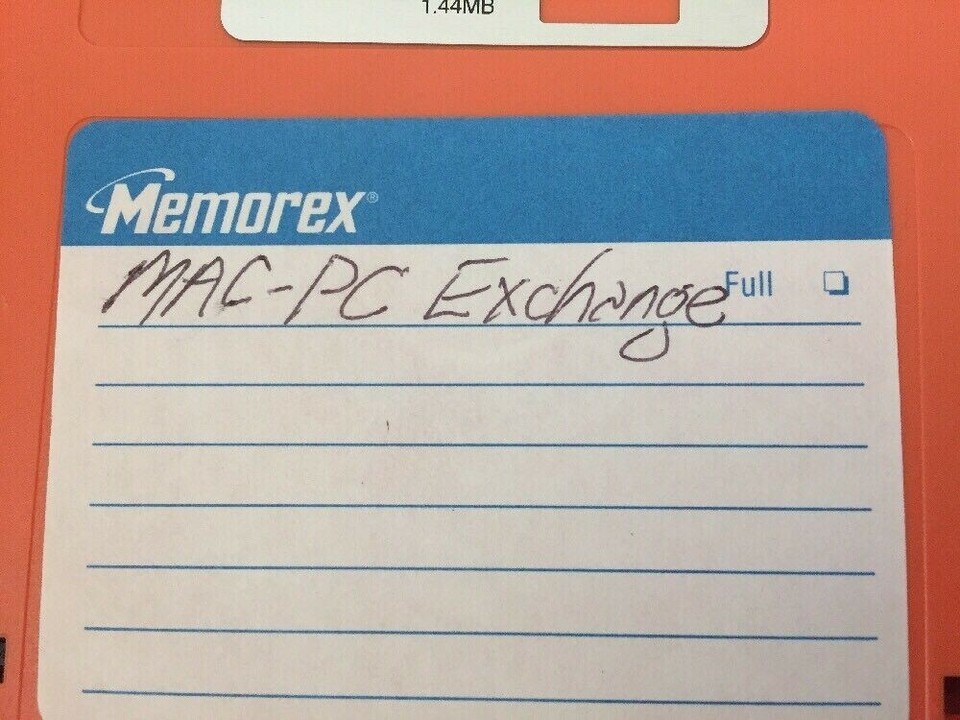 1.44MB
Memorex®
MAC-PC Exchange Full